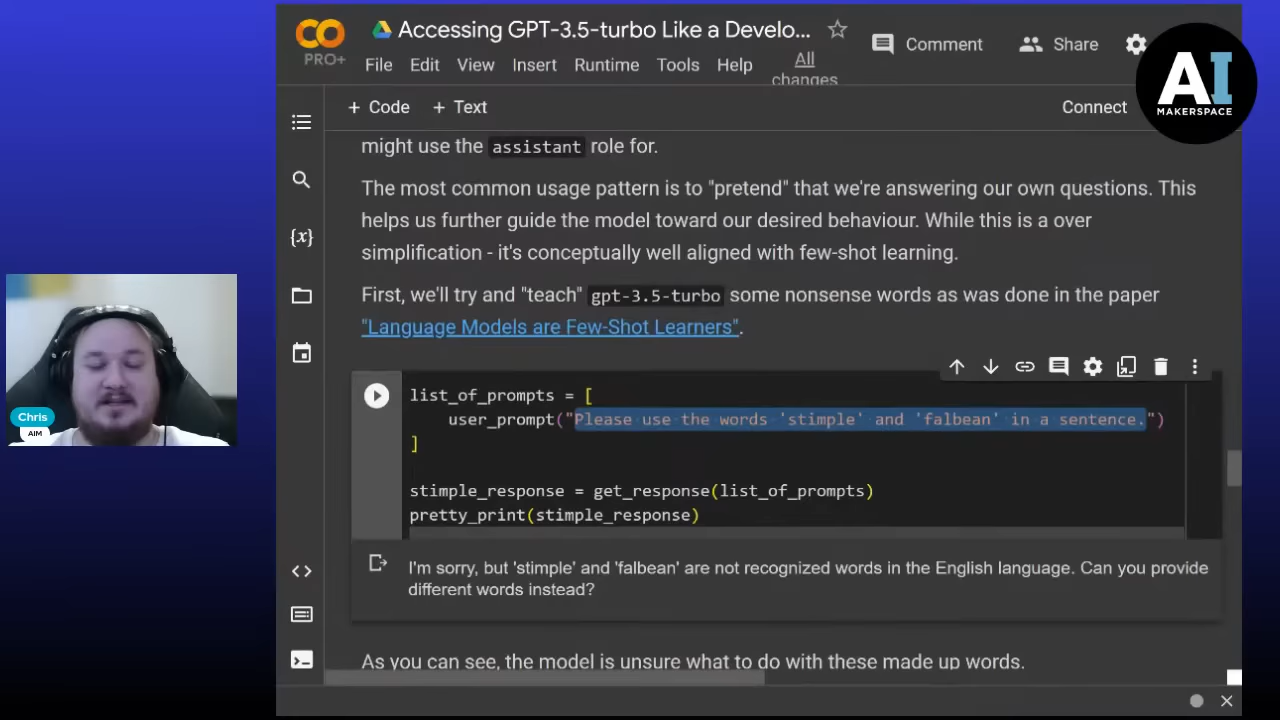 CO
PRO+
Accessing GPT-3.5-turbo Like a Develo...
File Edit View Insert Runtime Tools Help
All
changes
Comment
Share
AI
MAKERSPACE
+ Code + Text
Connect
might use the assistant role for.
The most common usage pattern is to "pretend" that we're answering our own questions. This
helps us further guide the model toward our desired behaviour. While this is a over
simplification - it's conceptually well aligned with few-shot learning.
First, we'll try and "teach" gpt-3.5-turbo some nonsense words as was done in the paper
"Language Models are Few-Shot Learners".
{x}
list_of_prompts = [
user_prompt("Please use the words 'stimple' and 'falbean' in a sentence.")
]
stimple_response = get_response(list_of_prompts)
pretty_print(stimple_response)
I'm sorry, but 'stimple' and 'falbean' are not recognized words in the English language. Can you provide
different words instead?
As you can see, the model is unsure what to do with these made up words.
Chris
AIM